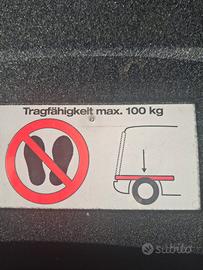 Tragfähigkeit max. 100 kg
subito